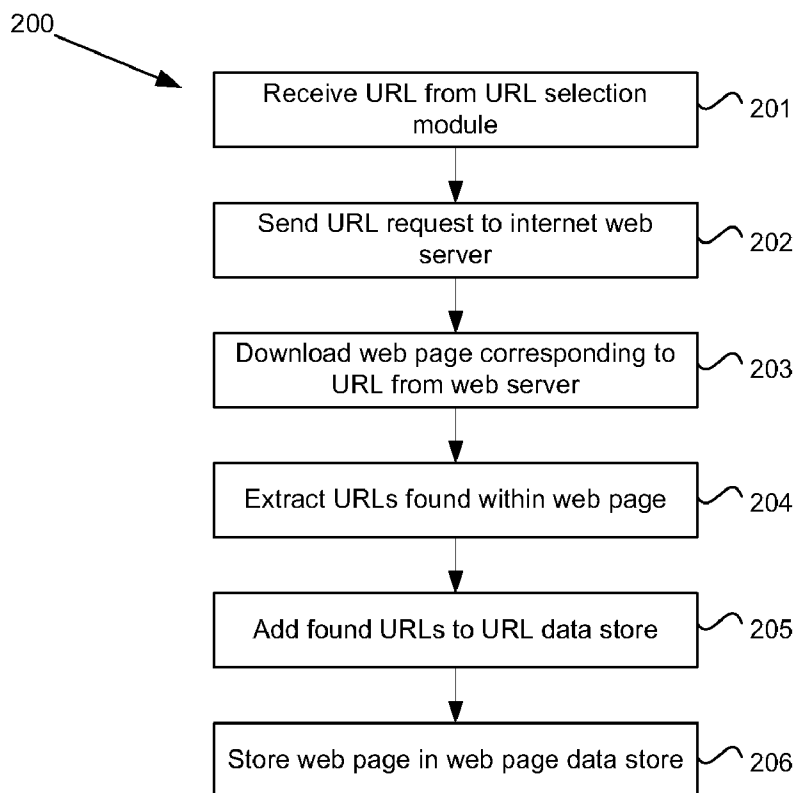 200
Receive URL from URL selection
module
201
Send URL request to internet web
server
202
Download web page corresponding to
URL from web server
203
Extract URLs found within web page
204
Add found URLs to URL data store
205
Store web page in web page data store
206